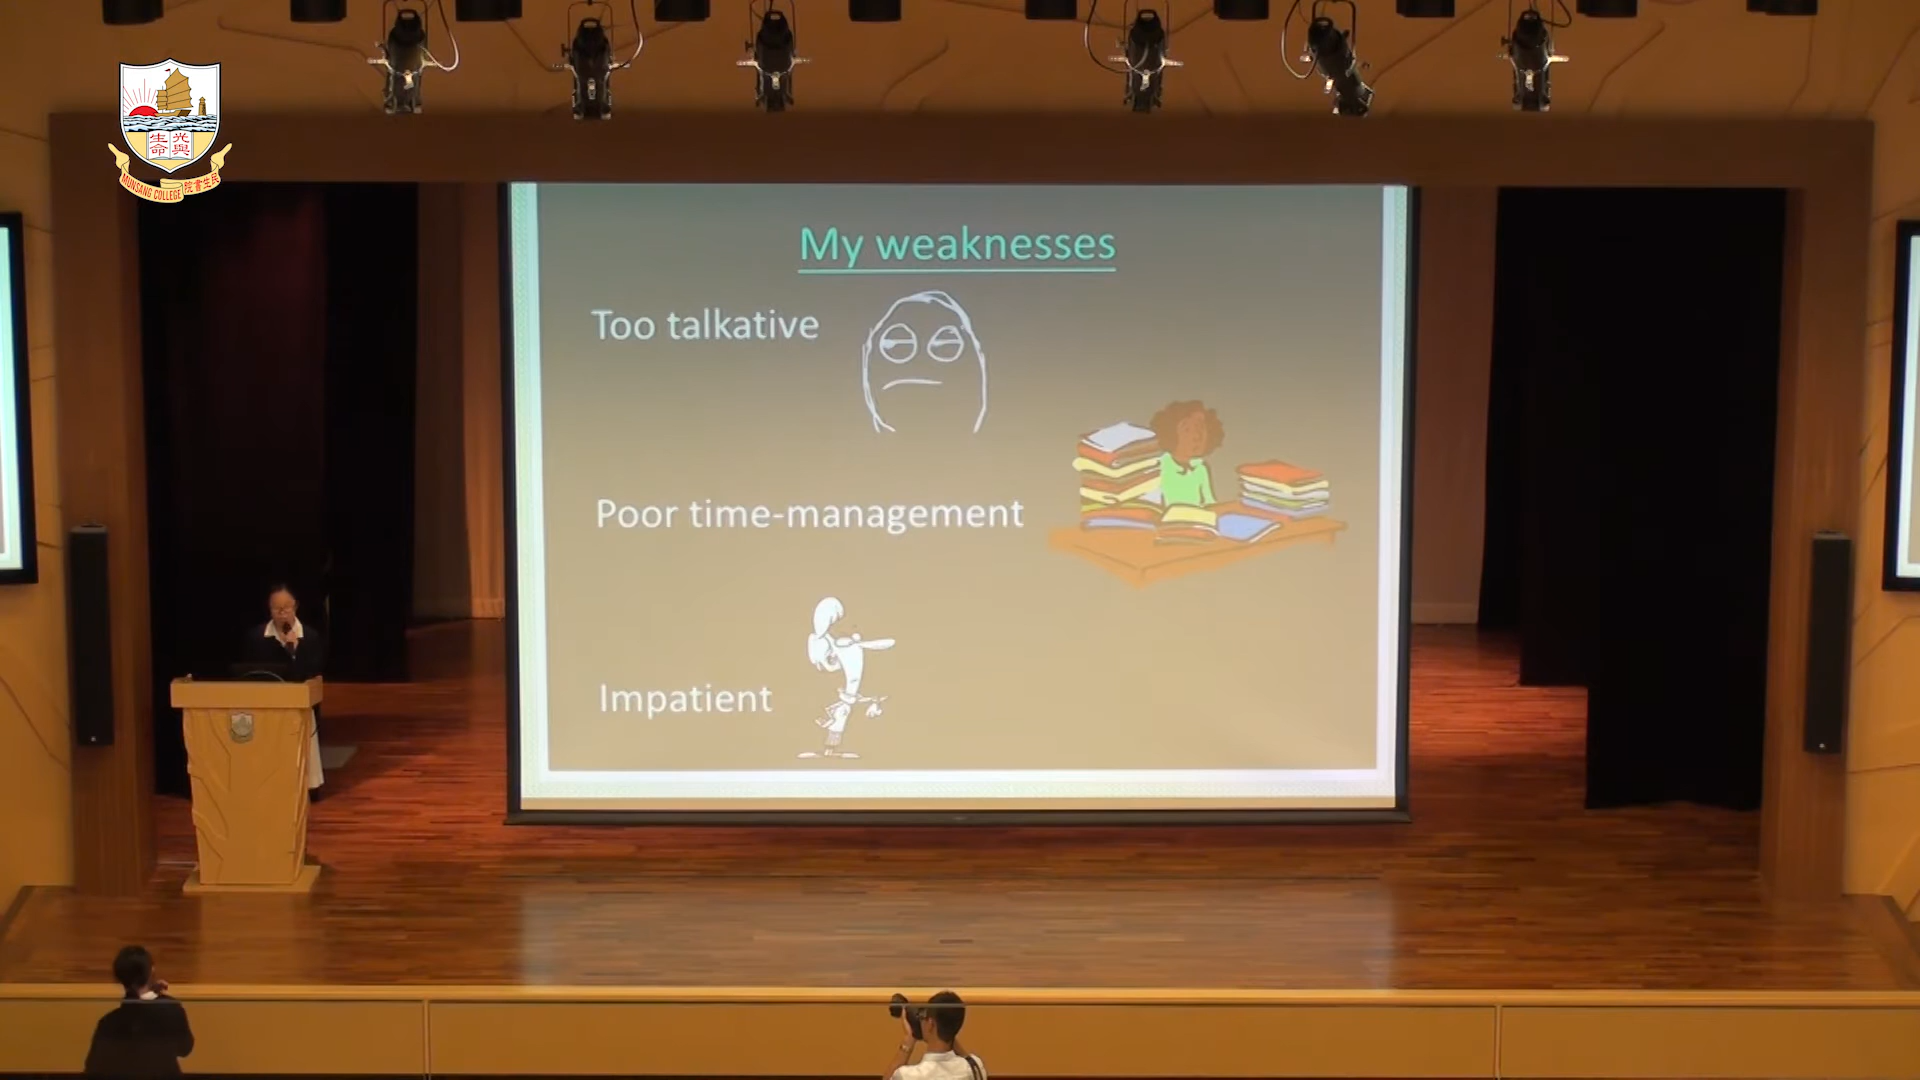 生命 光與
MUNSANG COLLEGE 院書生民
My weaknesses
Too talkative
Poor time-management
Impatient